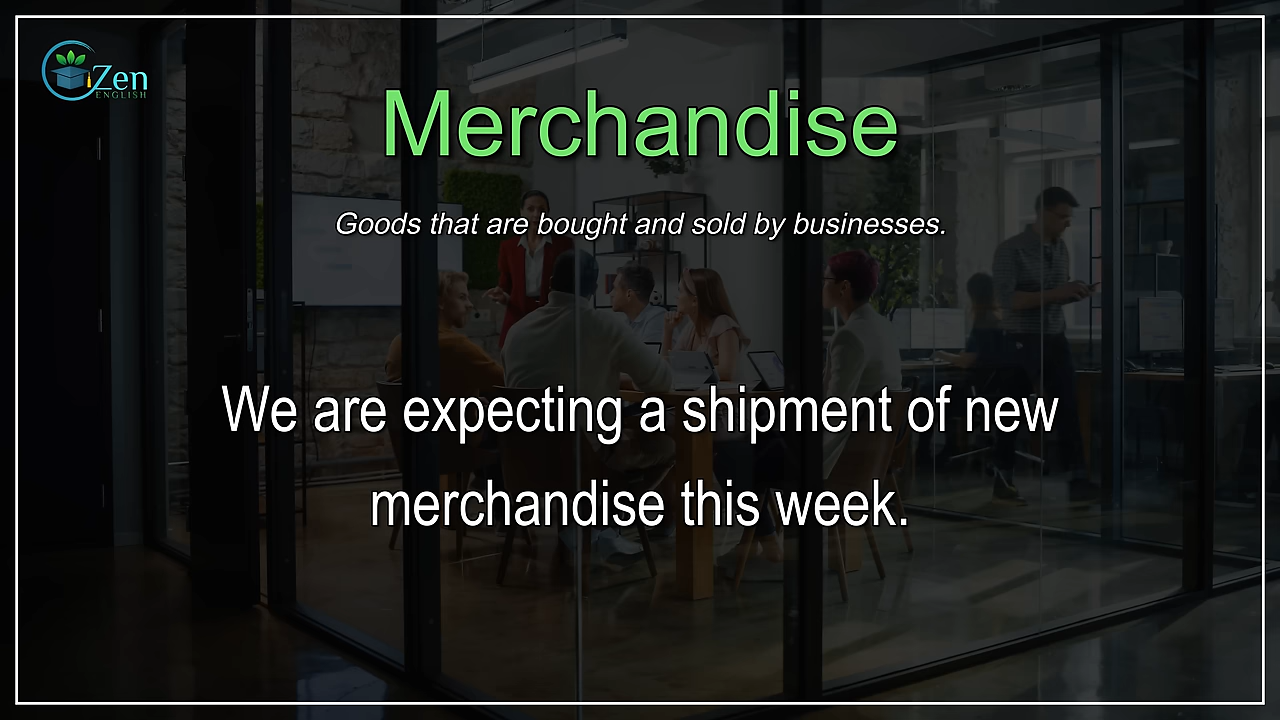 Zen
ENGLISH
Merchandise
Goods that are bought and sold by businesses.
We are expecting a shipment of new
merchandise this week.